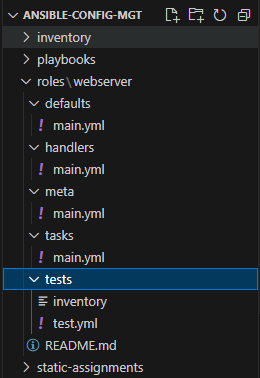 ANSIBLE-CONFIG-MGT
inventory
playbooks
roles\webserver
defaults
main.yml
handlers
main.yml
meta
main.yml
tasks
main.yml
tests
inventory
test.yml
README.md
static-assignments